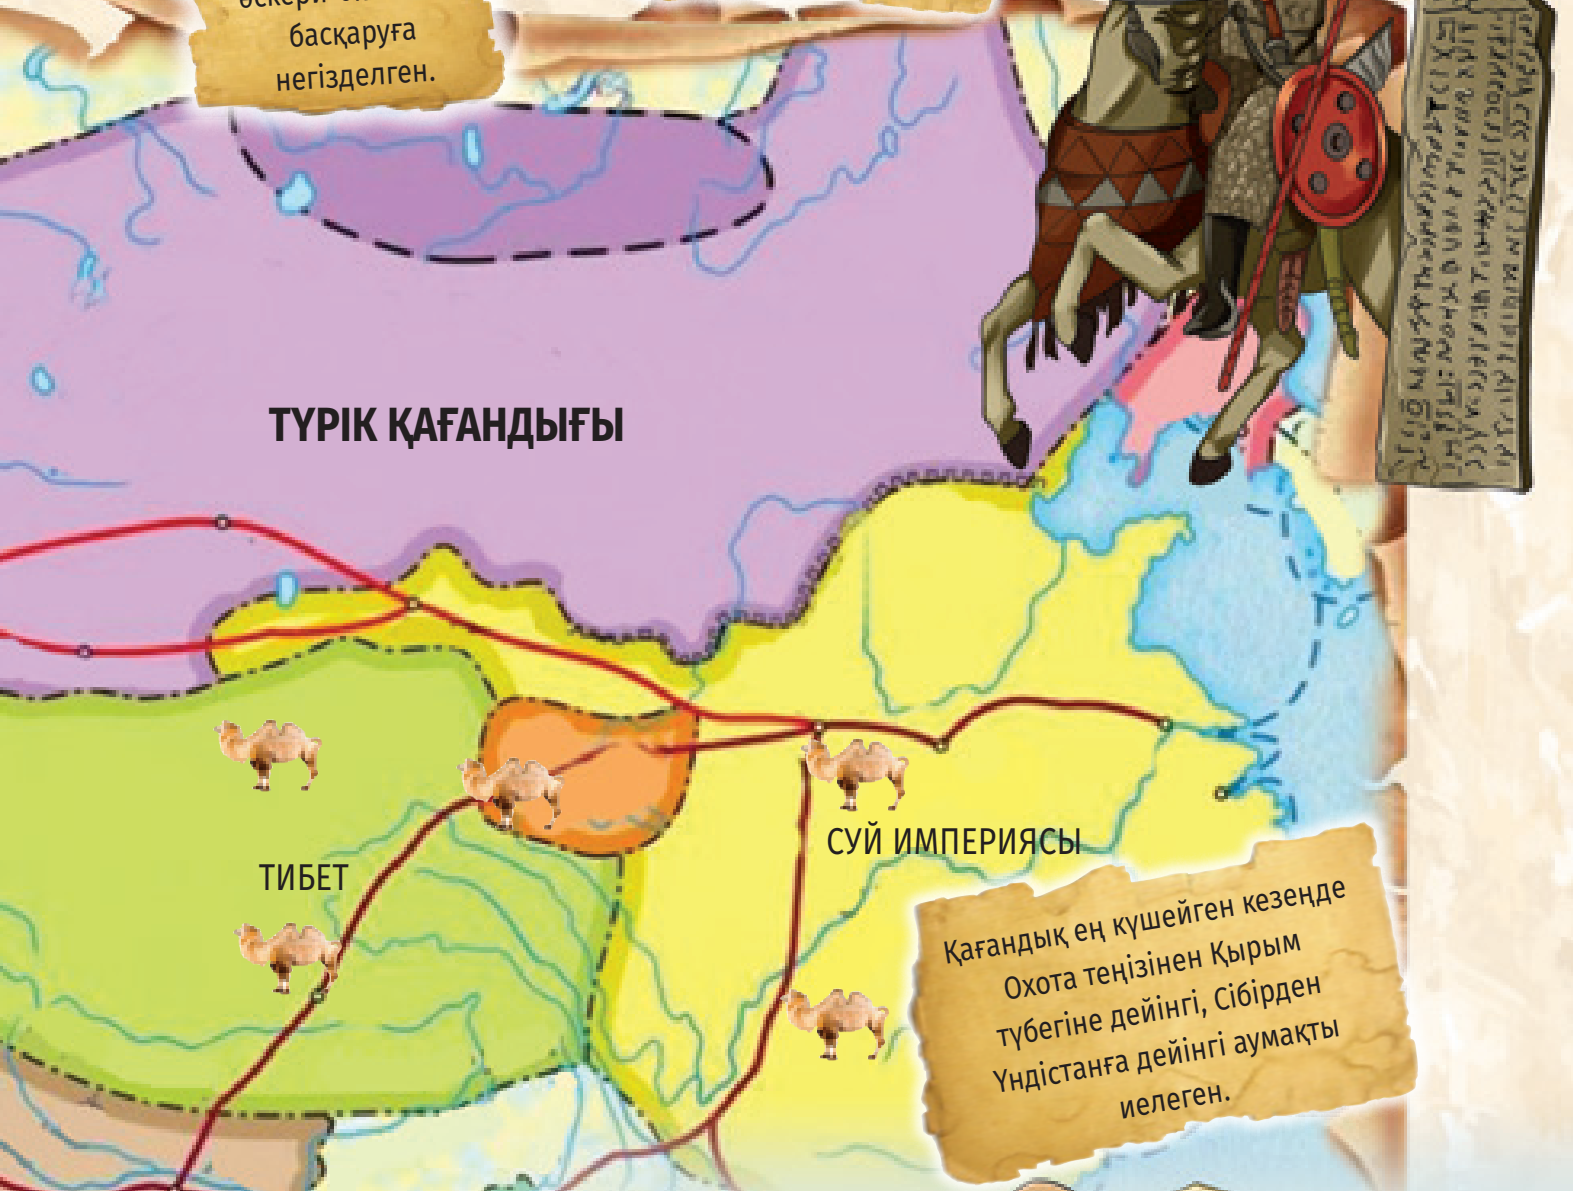 басқаруға
негізделген.
ТҮРІК ҚАҒАНДЫҒЫ
ТИБЕТ
СУЙ ИМПЕРИЯСЫ
Қағандық ең күшейген кезеңде
Охота теңізінен Қырым
түбегіне дейінгі, Сібірден
Үндістанға дейінгі аумақты
иелеген.